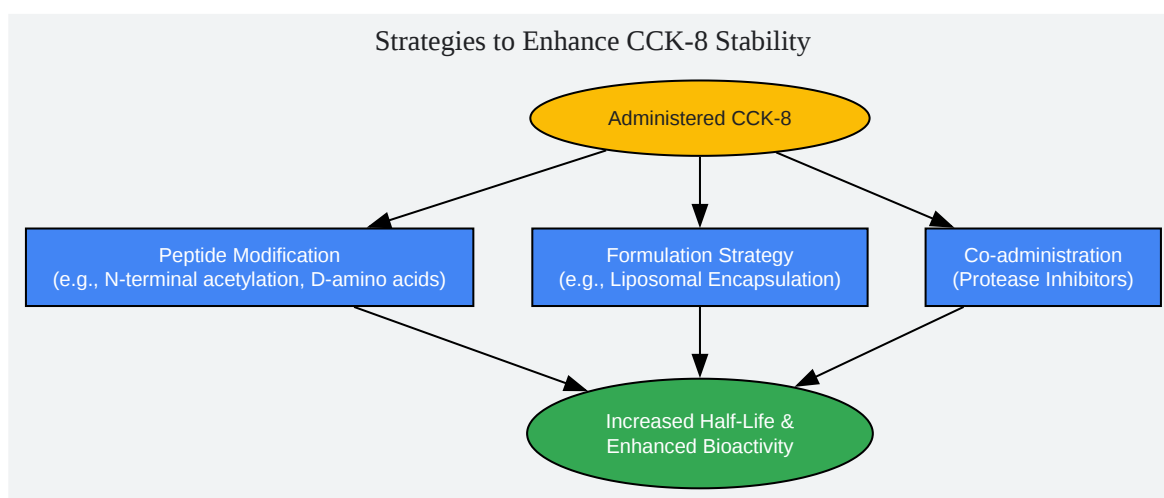 Strategies to Enhance CCK-8 Stability
Administered CCK-8
Peptide Modification
(e.g., N-terminal acetylation, D-amino acids)
Formulation Strategy
(e.g., Liposomal Encapsulation)
Co-administration
(Protease Inhibitors)
Increased Half-Life &
Enhanced Bioactivity